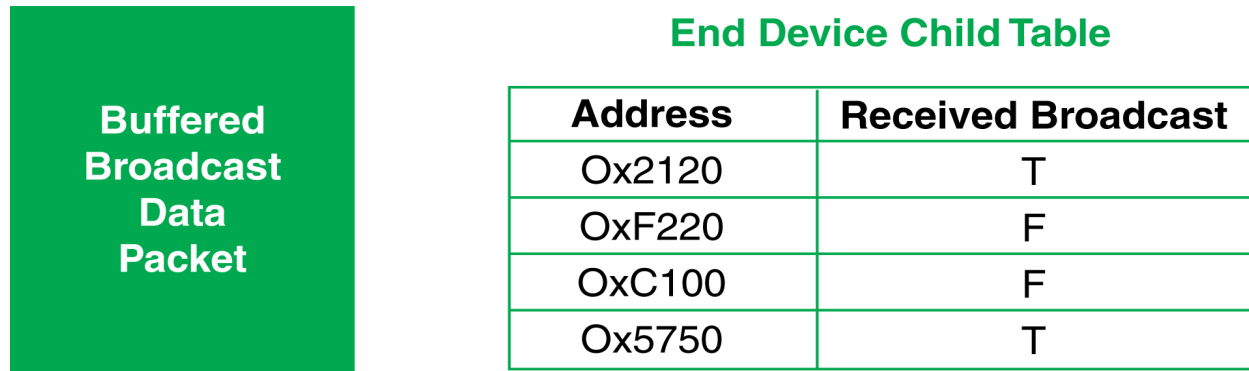 Buffered
Broadcast
Data
Packet
End Device Child Table
Address Received Broadcast
Ox2120 T
OxF220 F
OxC100 F
Ox5750 T